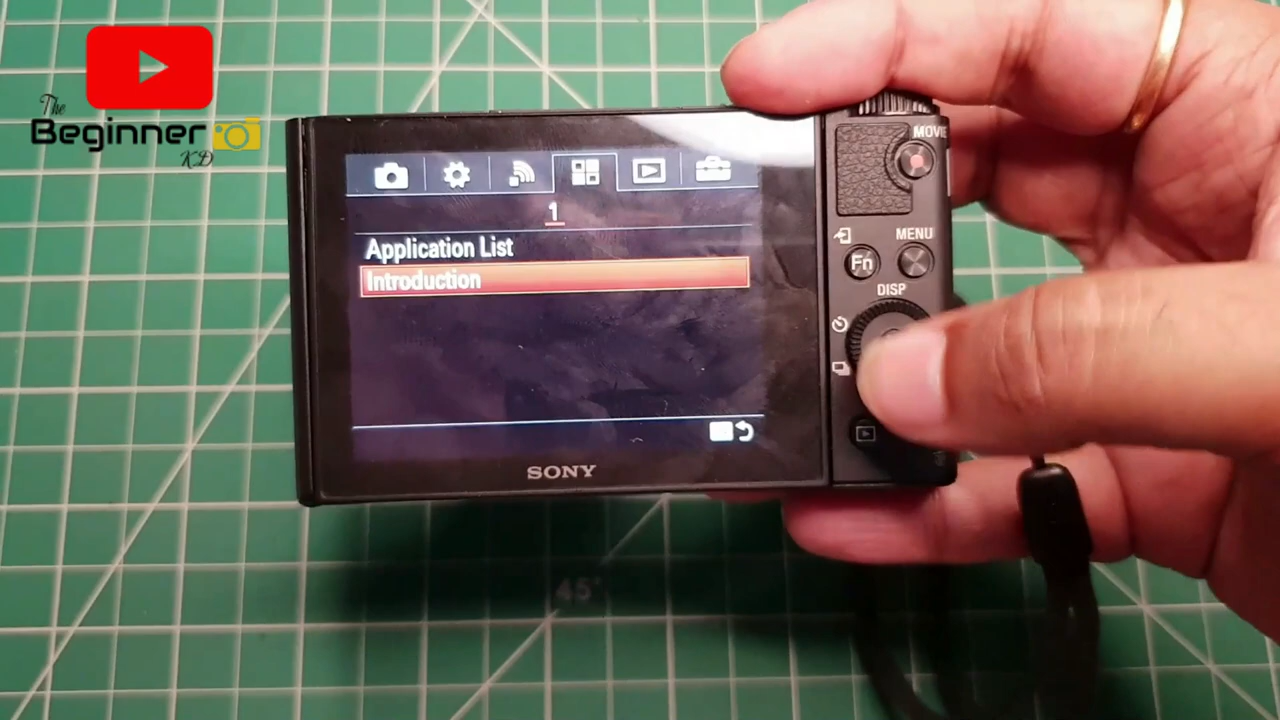 The
Beginner
KD
1
Application List
Introduction
SONY
MOVIE
MENU
Fn
DISP
45°